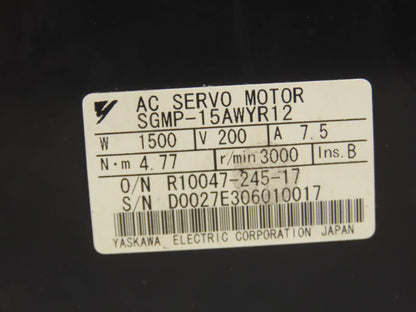 AC SERVO MOTOR
SGMP-15AWYR12
W 1500 V 200 A 7.5
N·m 4.77 r/min 3000 Ins. B
O/N R10047-245-17
S/N D0027E306010017
YASKAWA ELECTRIC CORPORATION JAPAN